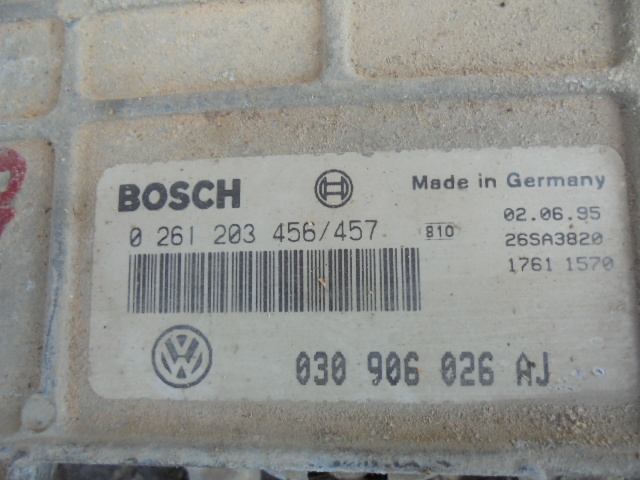 BOSCH
Made in Germany
0 261 203 456/457
810
02.06.95
26SA3820
1761 1570
030 906 026 AJ